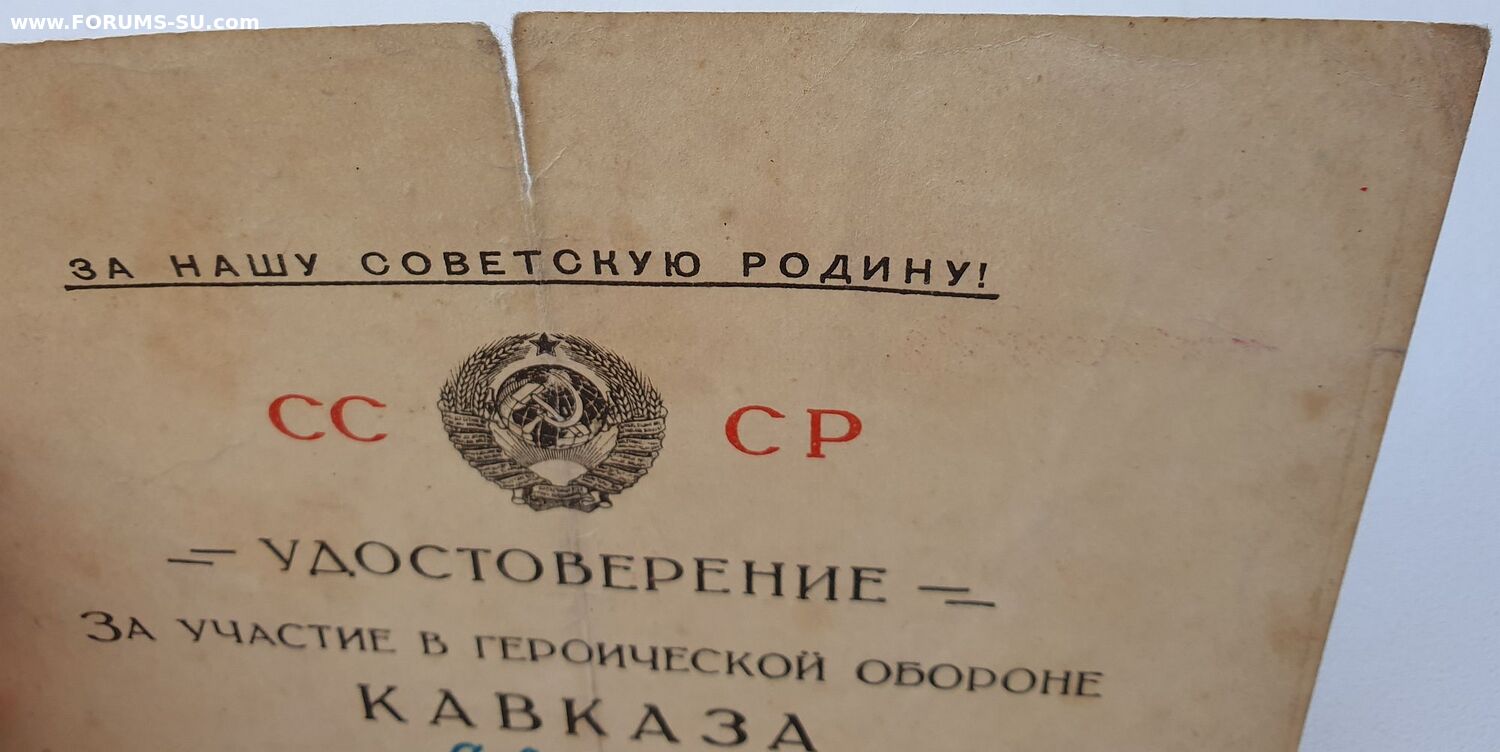 www.FORUMS-SU.com
ЗА НАШУ СОВЕТСКУЮ РОДИНУ!
СС СР
УДОСТОВЕРЕНИЕ
ЗА УЧАСТИЕ В ГЕРОИЧЕСКОЙ ОБОРОНЕ
КАВКАЗА